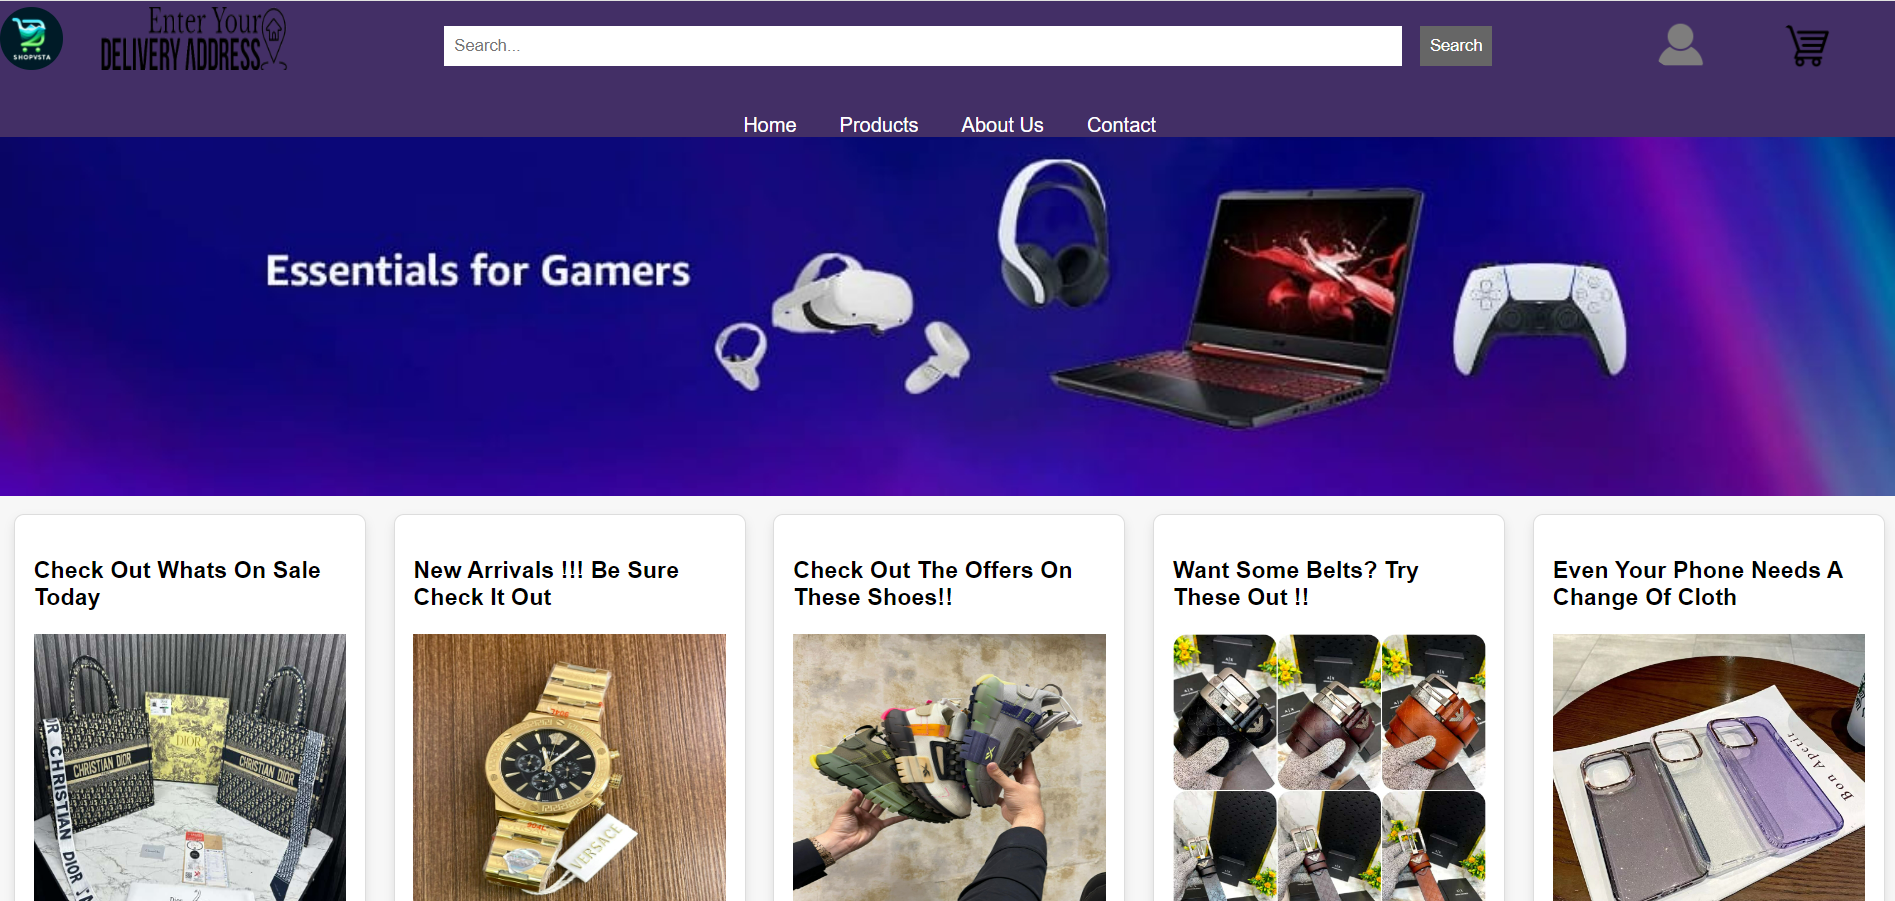 SHOPVSTA
Enter Your
DELIVERY ADDRESS
Search...
Search
Home
Products
About Us
Contact
Essentials for Gamers
Check Out Whats On Sale
Today
New Arrivals !!! Be Sure
Check It Out
Check Out The Offers On
These Shoes!!
Want Some Belts? Try
These Out !!
Even Your Phone Needs A
Change Of Cloth
DIOR
CHRISTIAN DIOR
CHRISTIAN DIOR
CHRISTIAN DIOR
Dior
VERSACE
Bon Appetit